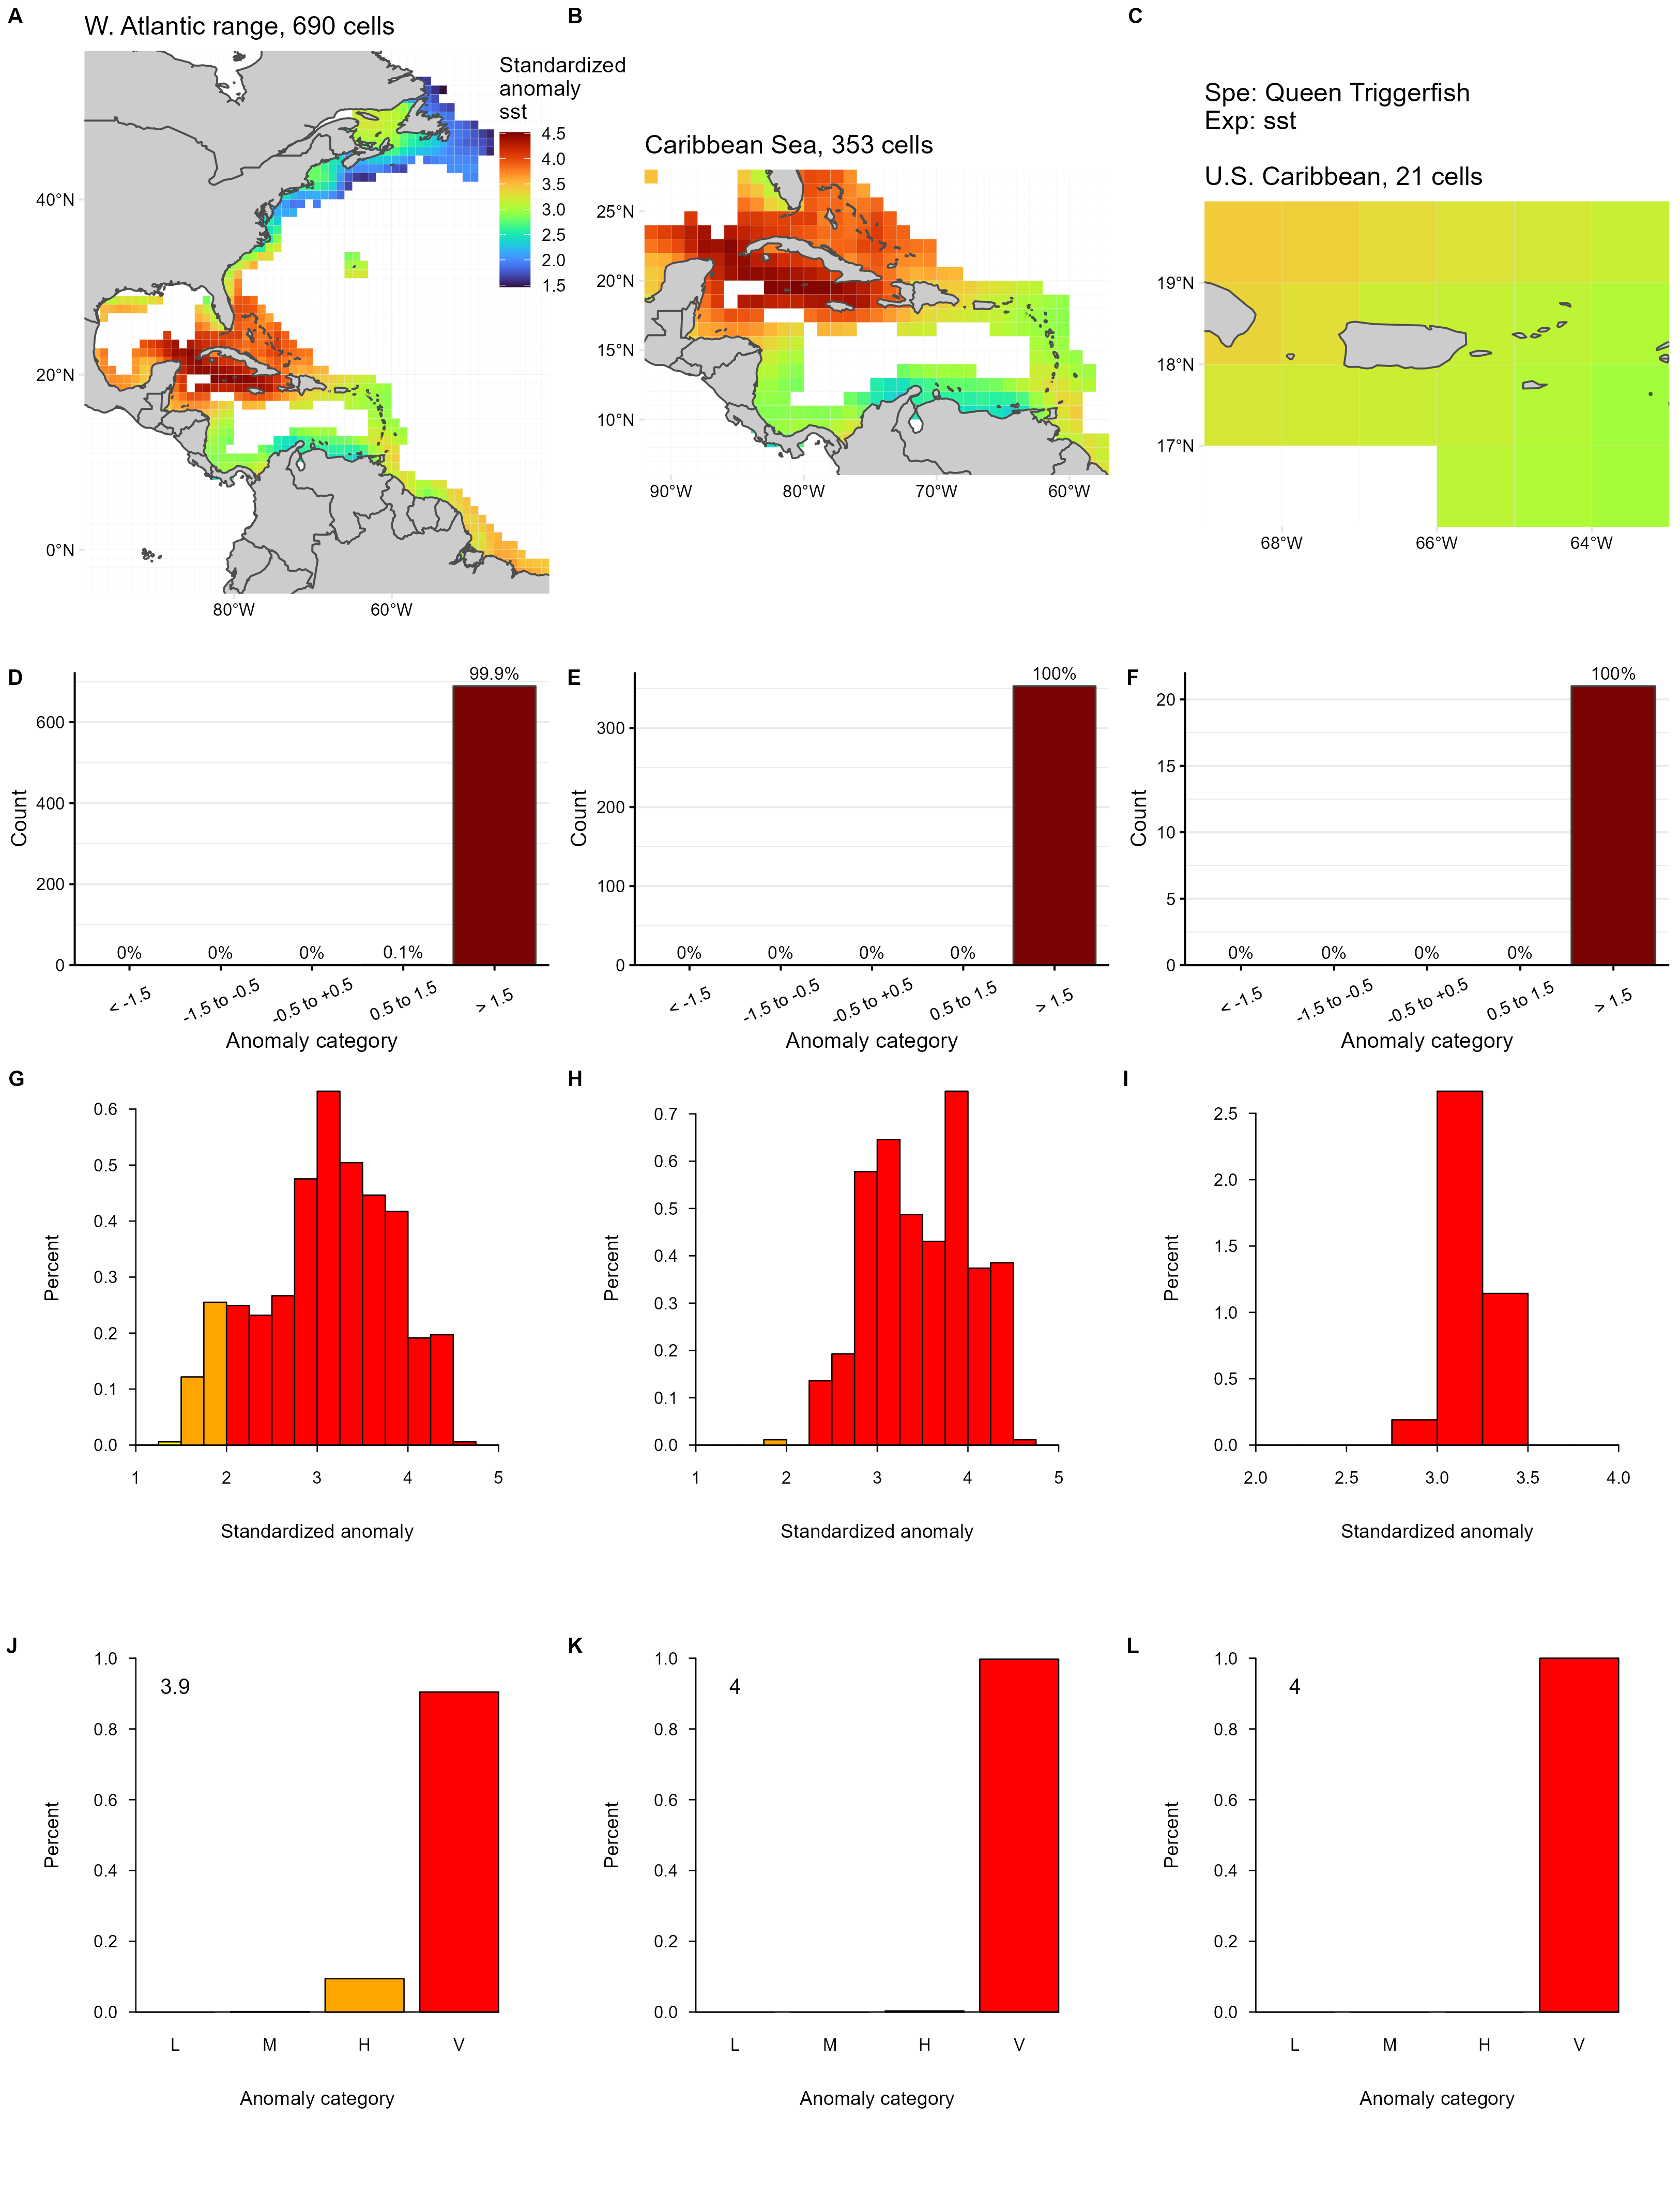 A
W. Atlantic range, 690 cells
Standardized
anomaly
sst
4.5
4.0
3.5
3.0
2.5
2.0
1.5
40°N
20°N
0°N
80°W
60°W
B
Caribbean Sea, 353 cells
25°N
20°N
15°N
10°N
90°W
80°W
70°W
60°W
C
Spe: Queen Triggerfish
Exp: sst
U.S. Caribbean, 21 cells
19°N
18°N
17°N
68°W
66°W
64°W
D
99.9%
600
400
200
0
Count
0%
0%
0%
0.1%
< -1.5
-1.5 to -0.5
-0.5 to +0.5
0.5 to 1.5
> 1.5
Anomaly category
E
100%
300
200
100
0
Count
0%
0%
0%
0%
< -1.5
-1.5 to -0.5
-0.5 to +0.5
0.5 to 1.5
> 1.5
Anomaly category
F
100%
20
15
10
5
0
Count
0%
0%
0%
0%
< -1.5
-1.5 to -0.5
-0.5 to +0.5
0.5 to 1.5
> 1.5
Anomaly category
G
0.6
0.5
0.4
0.3
0.2
0.1
0.0
Percent
1
2
3
4
5
Standardized anomaly
H
0.7
0.6
0.5
0.4
0.3
0.2
0.1
0.0
Percent
1
2
3
4
5
Standardized anomaly
I
2.5
2.0
1.5
1.0
0.5
0.0
Percent
2.0
2.5
3.0
3.5
4.0
Standardized anomaly
J
3.9
1.0
0.8
0.6
0.4
0.2
0.0
Percent
L
M
H
V
Anomaly category
K
4
1.0
0.8
0.6
0.4
0.2
0.0
Percent
L
M
H
V
Anomaly category
L
4
1.0
0.8
0.6
0.4
0.2
0.0
Percent
L
M
H
V
Anomaly category